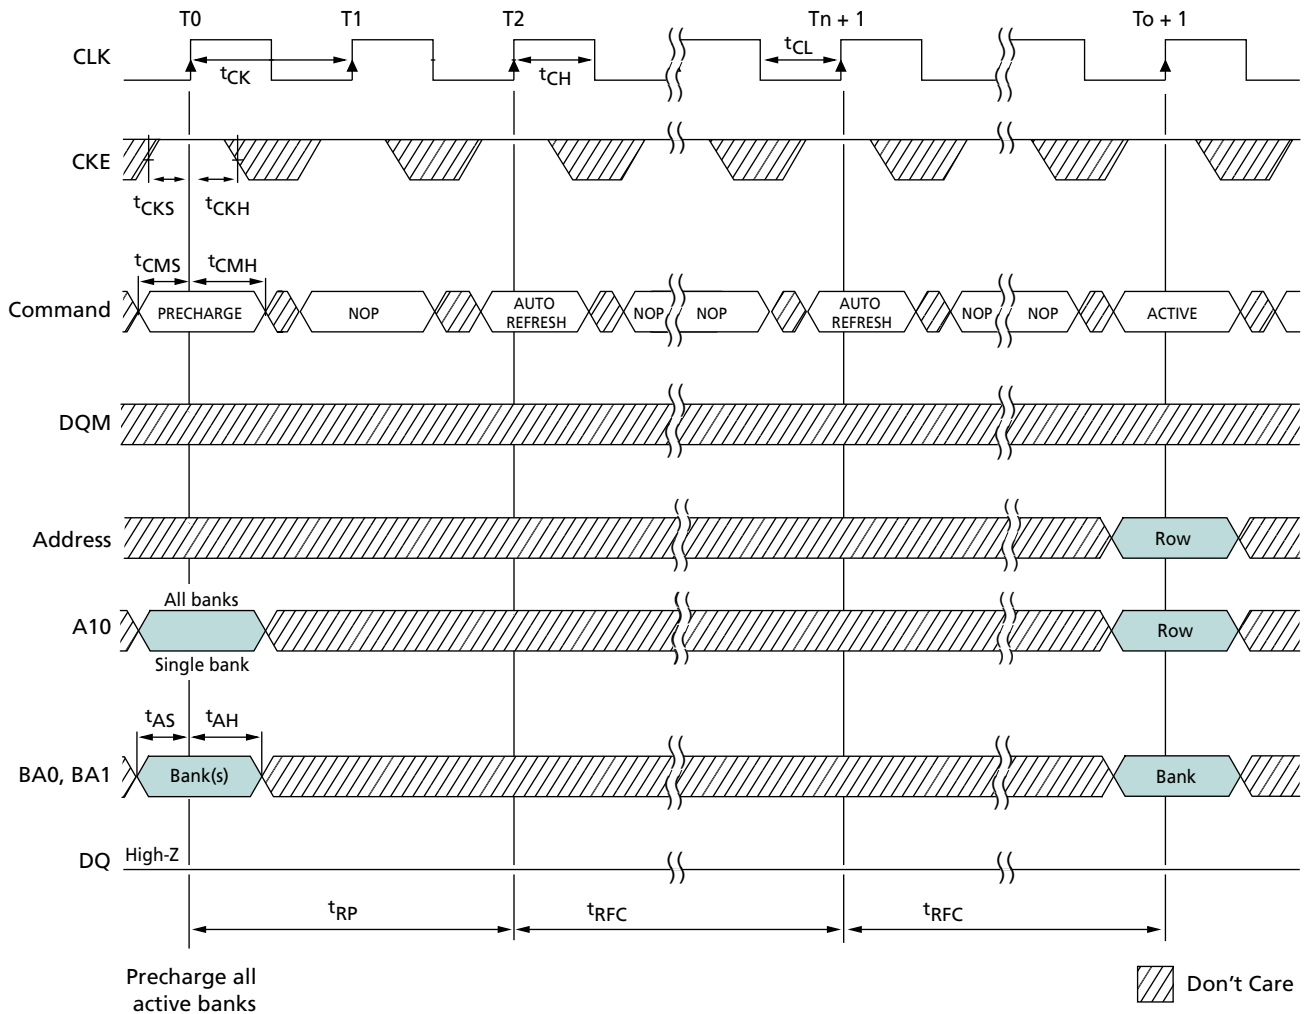 T0 T1 T2 Tn + 1 To + 1
CLK
tCK tCH tCL
CKE
tCKS tCKH
tCMS tCMH
Command PRECHARGE NOP AUTO REFRESH NOP NOP AUTO REFRESH NOP NOP ACTIVE
DQM
Address Row
All banks
A10 Row
Single bank
tAS tAH
BA0, BA1 Bank(s) Bank
DQ High-Z
tRP tRFC tRFC
Precharge all
active banks
Don't Care